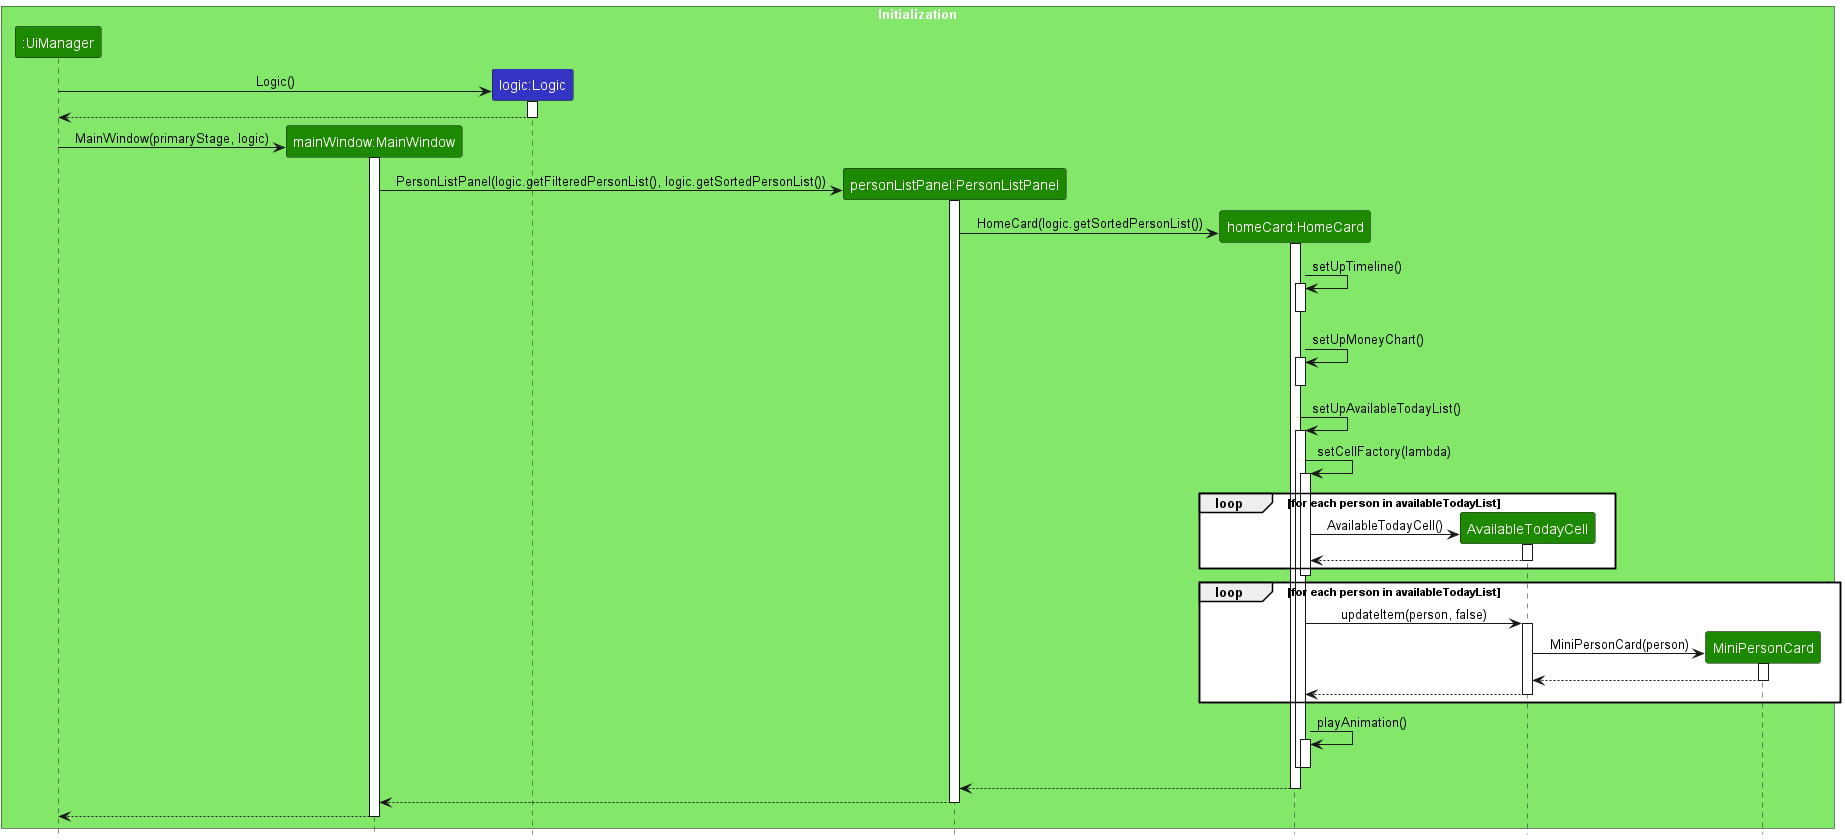 Initialization
:UiManager
Logic()
logic:Logic
MainWindow(primaryStage, logic)
mainWindow:MainWindow
PersonListPanel(logic.getFilteredPersonList(), logic.getSortedPersonList())
personListPanel:PersonListPanel
HomeCard(logic.getSortedPersonList())
homeCard:HomeCard
setUpTimeline()
setUpMoneyChart()
setUpAvailableTodayList()
setCellFactory(lambda)
loop [for each person in availableTodayList]
AvailableTodayCell()
AvailableTodayCell
loop [for each person in availableTodayList]
updateItem(person, false)
MiniPersonCard(person)
MiniPersonCard
playAnimation()